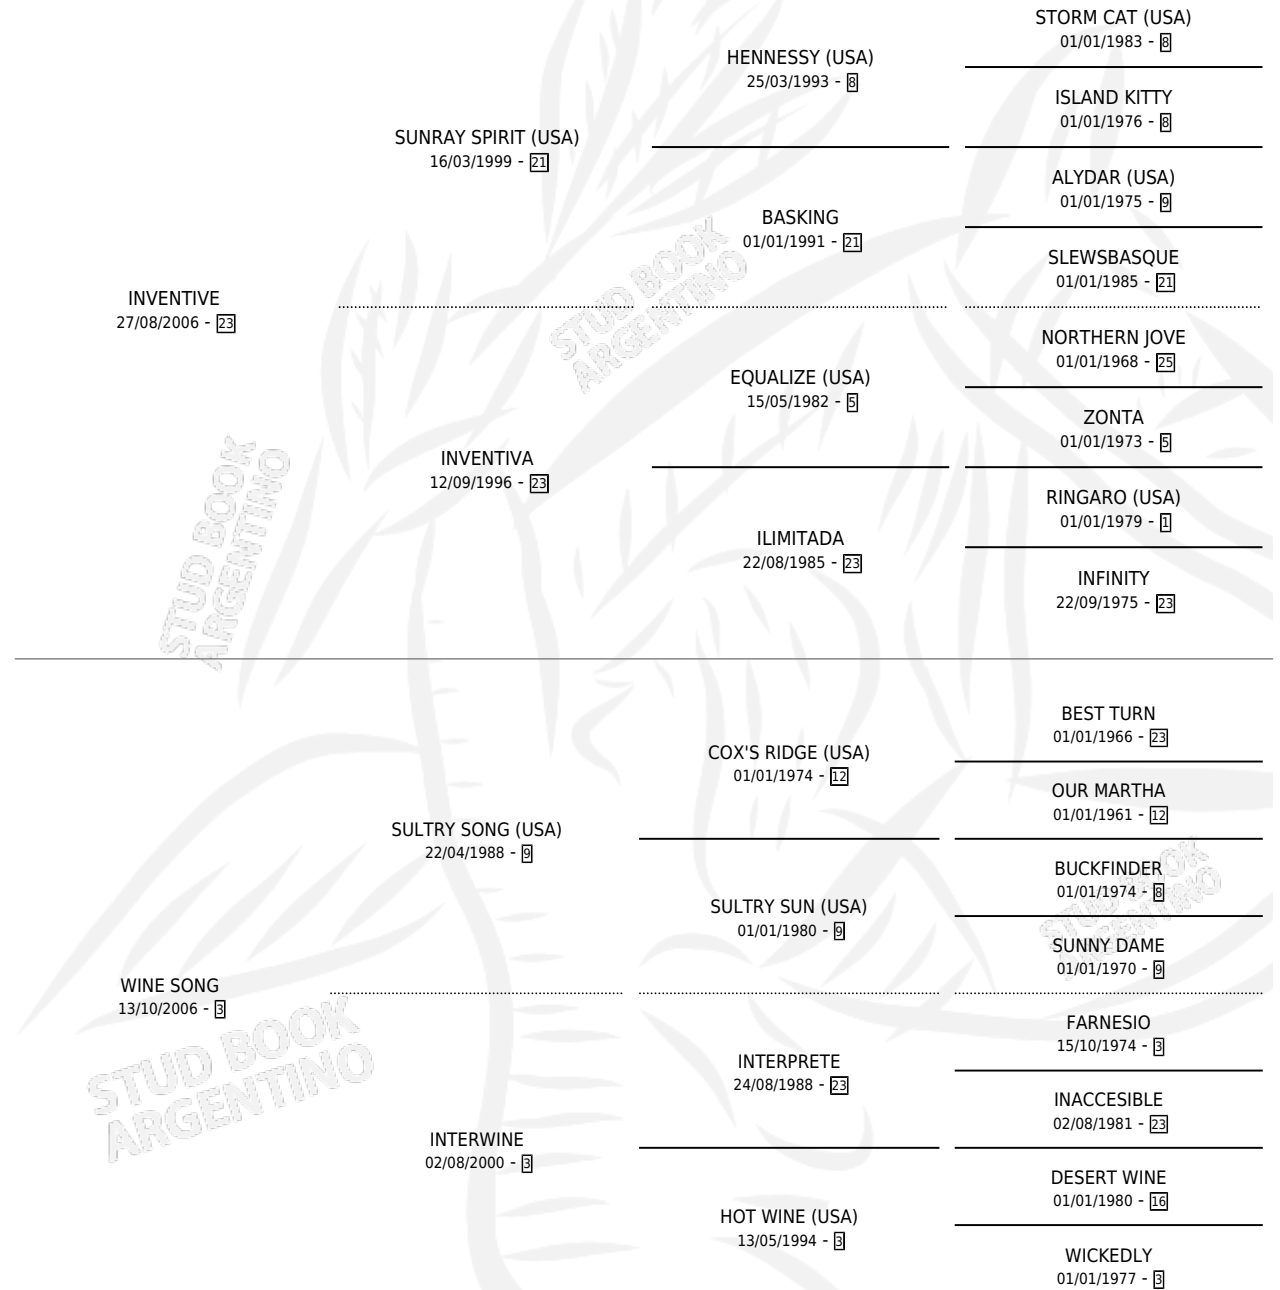 STORM CAT (USA)
01/01/1983 - 8
HENNESSY (USA)
25/03/1993 - 8
ISLAND KITTY
01/01/1976 - 8
SUNRAY SPIRIT (USA)
16/03/1999 - 21
ALYDAR (USA)
01/01/1975 - 9
BASKING
01/01/1991 - 21
SLEWSBASQUE
01/01/1985 - 21
INVENTIVE
27/08/2006 - 23
NORTHERN JOVE
01/01/1968 - 25
EQUALIZE (USA)
15/05/1982 - 5
ZONTA
01/01/1973 - 5
INVENTIVA
12/09/1996 - 23
RINGARO (USA)
01/01/1979 - 1
ILIMITADA
22/08/1985 - 23
INFINITY
22/09/1975 - 23
BEST TURN
01/01/1966 - 23
COX'S RIDGE (USA)
01/01/1974 - 12
OUR MARTHA
01/01/1961 - 12
SULTRY SONG (USA)
22/04/1988 - 9
BUCKFINDER
01/01/1974 - 8
SULTRY SUN (USA)
01/01/1980 - 9
SUNNY DAME
01/01/1970 - 9
WINE SONG
13/10/2006 - 3
FARNESIO
15/10/1974 - 3
INTERPRETE
24/08/1988 - 23
INACCESIBLE
02/08/1981 - 23
INTERWINE
02/08/2000 - 3
DESERT WINE
01/01/1980 - 16
HOT WINE (USA)
13/05/1994 - 3
WICKEDLY
01/01/1977 - 3
STUD BOOK
ARGENTINO
STUD BOOK
ARGENTINO
STUD BOOK
ARGENTINO
STUD BOOK
ARGENTINO